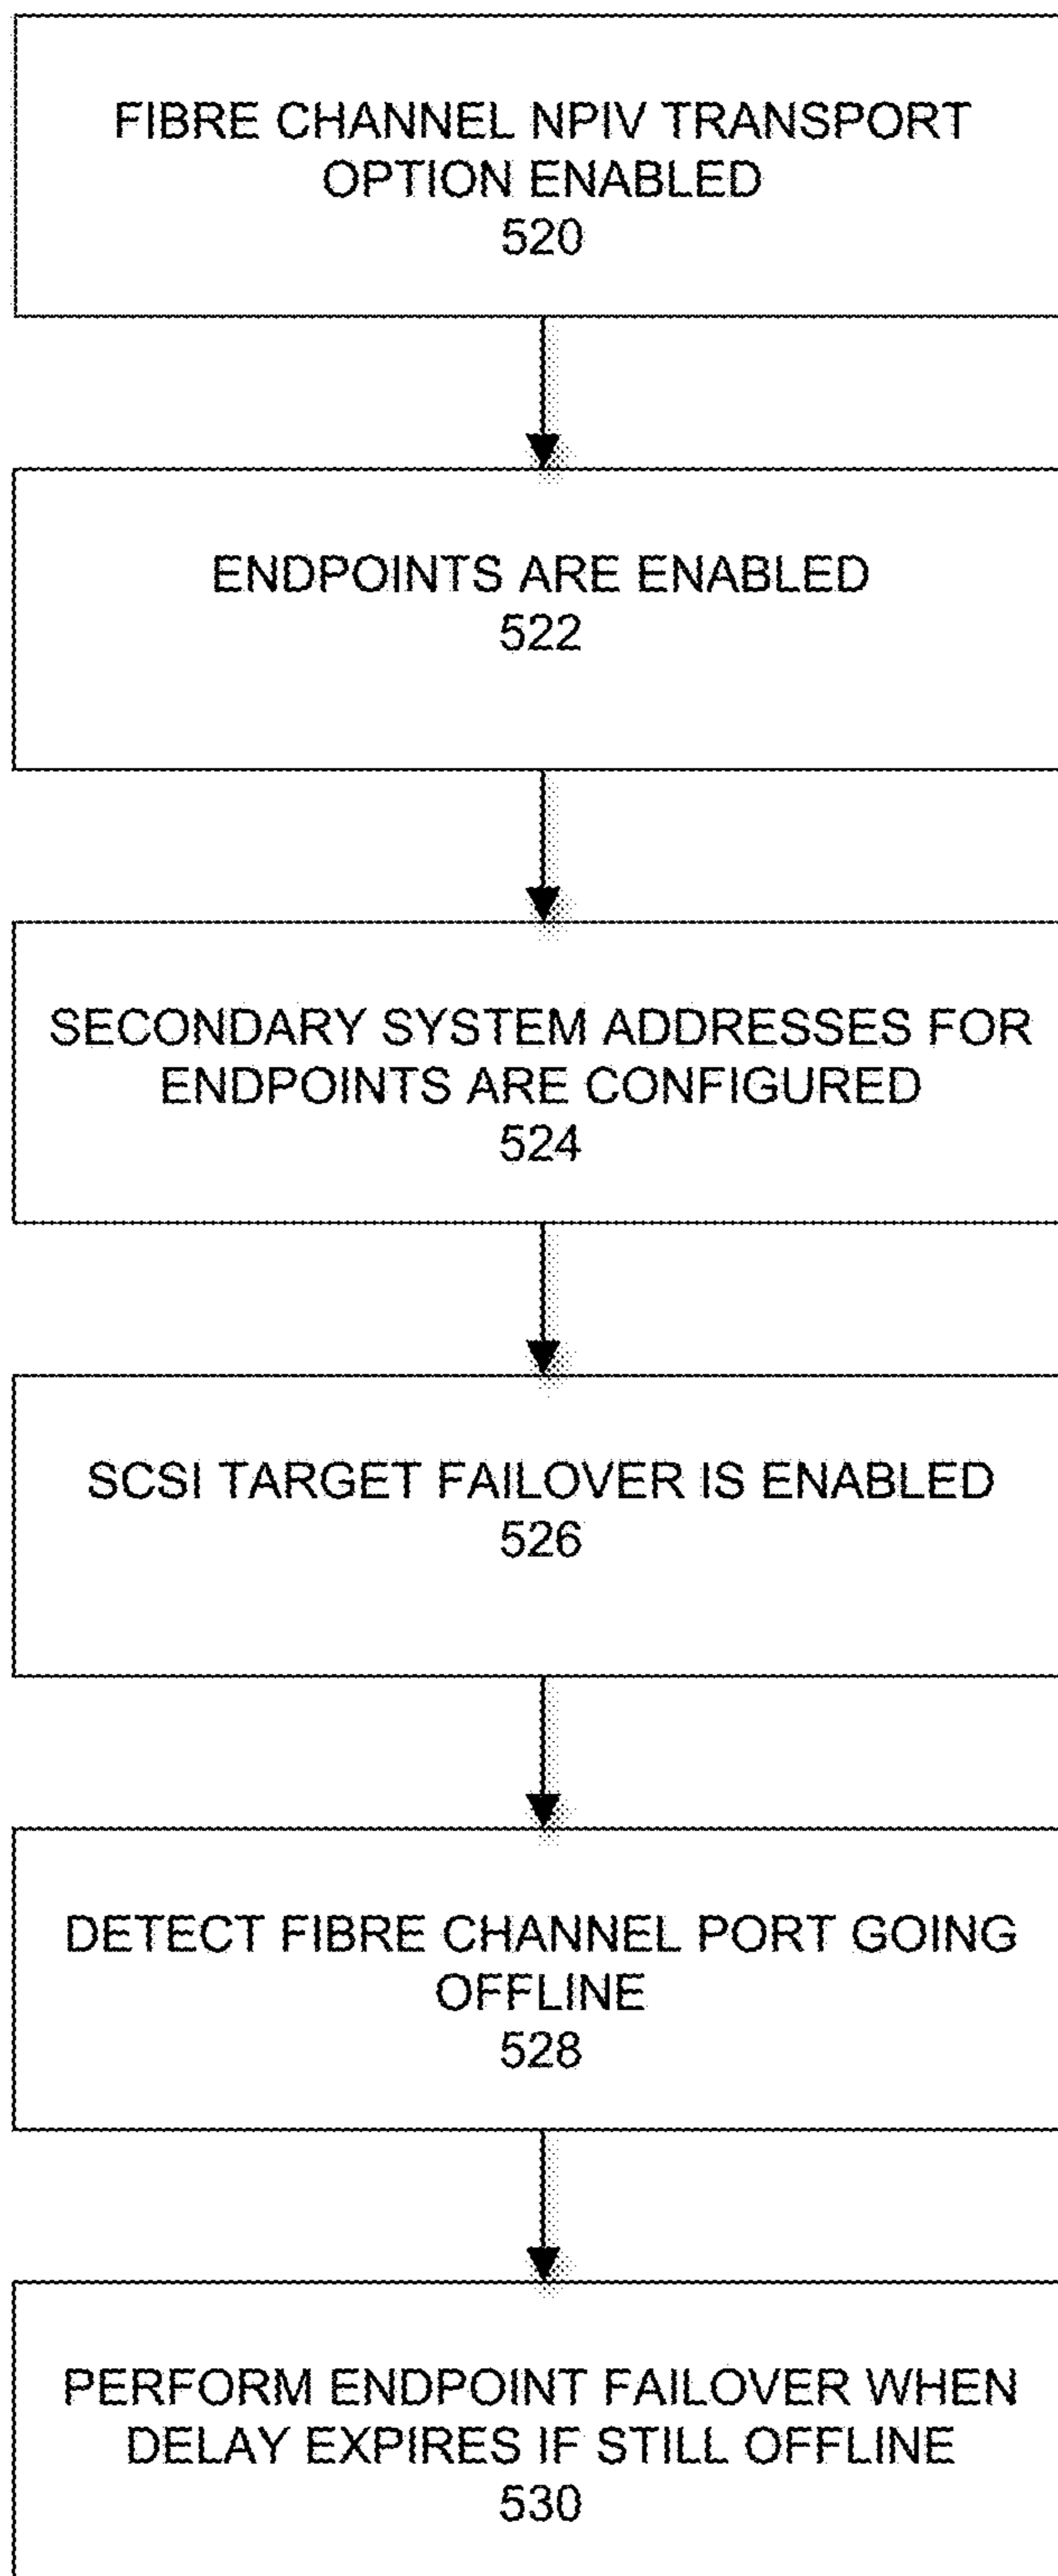 FIBRE CHANNEL NPIV TRANSPORT
OPTION ENABLED
520
ENDPOINTS ARE ENABLED
522
SECONDARY SYSTEM ADDRESSES FOR
ENDPOINTS ARE CONFIGURED
524
SCSI TARGET FAILOVER IS ENABLED
526
DETECT FIBRE CHANNEL PORT GOING
OFFLINE
528
PERFORM ENDPOINT FAILOVER WHEN
DELAY EXPIRES IF STILL OFFLINE
530